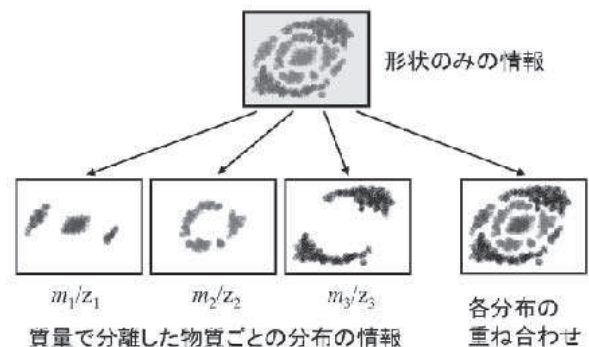 形状のみの情報
m₁/z₁
m₂/z₂
m₃/z₃
各分布の
重ね合わせ
質量で分離した物質ごとの分布の情報